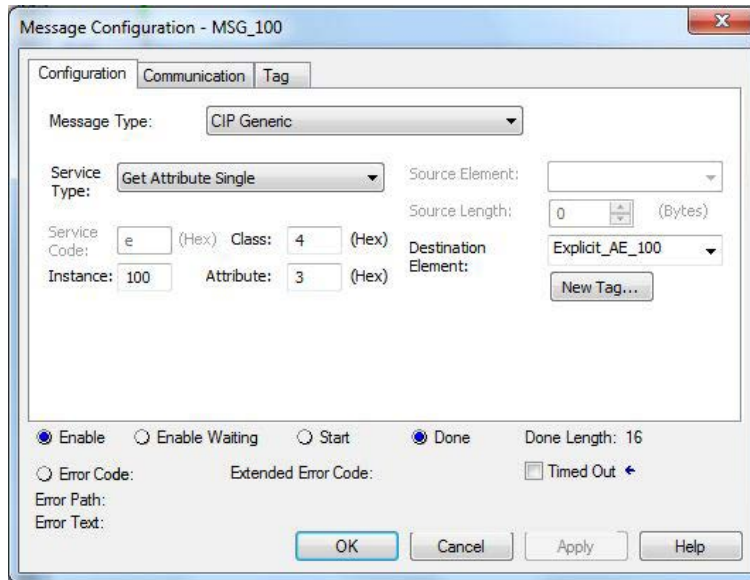 Message Configuration - MSG_100
X
Configuration Communication Tag
Message Type: CIP Generic
Service Type: Get Attribute Single
Source Element:
Source Length: 0 (Bytes)
Service Code: e (Hex) Class: 4 (Hex)
Destination Element: Explicit_AE_100
Instance: 100 Attribute: 3 (Hex)
New Tag...
Enable Enable Waiting Start Done Done Length: 16
Error Code: Extended Error Code: Timed Out
Error Path:
Error Text:
OK Cancel Apply Help